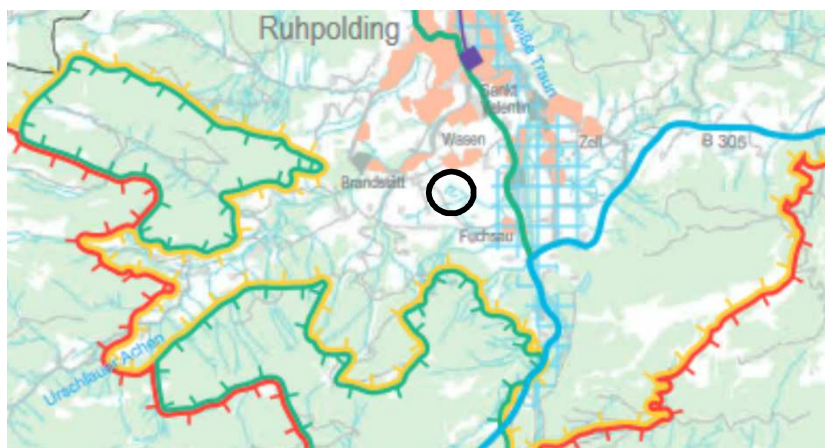 Ruhpolding
Weiße Traun
Sankt
Valentin
Wasen
Zell
B 305
Brandstätt
Fuchsau
Urschlauer Achen